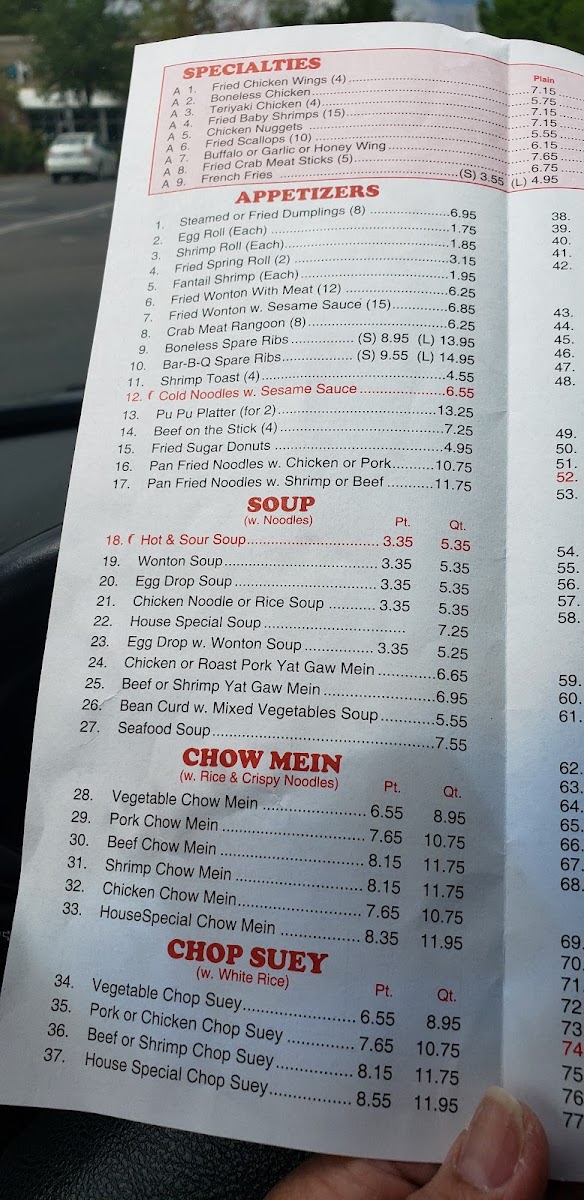 SPECIALTIES
Plain
A 1. Fried Chicken Wings (4) 7.15
A 2. Boneless Chicken 5.75
A 3. Teriyaki Chicken (4) 7.15
A 4. Fried Baby Shrimps (15) 7.15
A 5. Chicken Nuggets 5.55
A 6. Fried Scallops (10) 6.15
A 7. Buffalo or Garlic or Honey Wing 7.65
A 8. Fried Crab Meat Sticks (5) 6.75
A 9. French Fries (S) 3.55 (L) 4.95
APPETIZERS
1. Steamed or Fried Dumplings (8) 6.95
2. Egg Roll (Each) 1.75
3. Shrimp Roll (Each) 1.85
4. Fried Spring Roll (2) 3.15
5. Fantail Shrimp (Each) 1.95
6. Fried Wonton With Meat (12) 6.25
7. Fried Wonton w. Sesame Sauce (15) 6.85
8. Crab Meat Rangoon (8) 6.25
9. Boneless Spare Ribs (S) 8.95 (L) 13.95
10. Bar-B-Q Spare Ribs (S) 9.55 (L) 14.95
11. Shrimp Toast (4) 4.55
12. Cold Noodles w. Sesame Sauce 6.55
13. Pu Pu Platter (for 2) 13.25
14. Beef on the Stick (4) 7.25
15. Fried Sugar Donuts 4.95
16. Pan Fried Noodles w. Chicken or Pork 10.75
17. Pan Fried Noodles w. Shrimp or Beef 11.75
SOUP
(w. Noodles) Pt. Qt.
18. Hot & Sour Soup 3.35 5.35
19. Wonton Soup 3.35 5.35
20. Egg Drop Soup 3.35 5.35
21. Chicken Noodle or Rice Soup 3.35 5.35
22. House Special Soup 7.25
23. Egg Drop w. Wonton Soup 3.35 5.25
24. Chicken or Roast Pork Yat Gaw Mein 6.65
25. Beef or Shrimp Yat Gaw Mein 6.95
26. Bean Curd w. Mixed Vegetables Soup 5.55
27. Seafood Soup 7.55
CHOW MEIN
(w. Rice & Crispy Noodles) Pt. Qt.
28. Vegetable Chow Mein 6.55 8.95
29. Pork Chow Mein 7.65 10.75
30. Beef Chow Mein 8.15 11.75
31. Shrimp Chow Mein 8.15 11.75
32. Chicken Chow Mein 7.65 10.75
33. HouseSpecial Chow Mein 8.35 11.95
CHOP SUEY
(w. White Rice) Pt. Qt.
34. Vegetable Chop Suey 6.55 8.95
35. Pork or Chicken Chop Suey 7.65 10.75
36. Beef or Shrimp Chop Suey 8.15 11.75
37. House Special Chop Suey 8.55 11.95
38.
39.
40.
41.
42.
43.
44.
45.
46.
47.
48.
49.
50.
51.
52.
53.
54.
55.
56.
57.
58.
59.
60.
61.
62.
63.
64.
65.
66.
67.
68.
69.
70.
71.
72
73
74
75
76
77